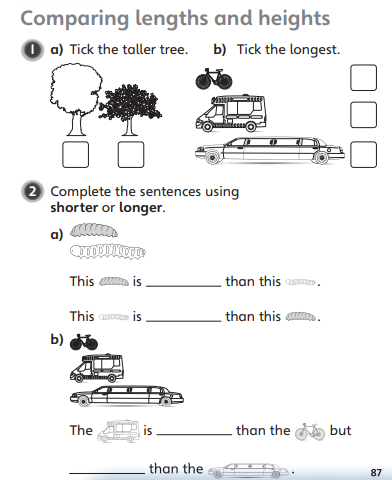 Comparing lengths and heights
1 a) Tick the taller tree. b) Tick the longest.
2 Complete the sentences using
shorter or longer.
a)
This is __________ than this .
This is __________ than this .
b)
The is __________ than the but
__________ than the .
87